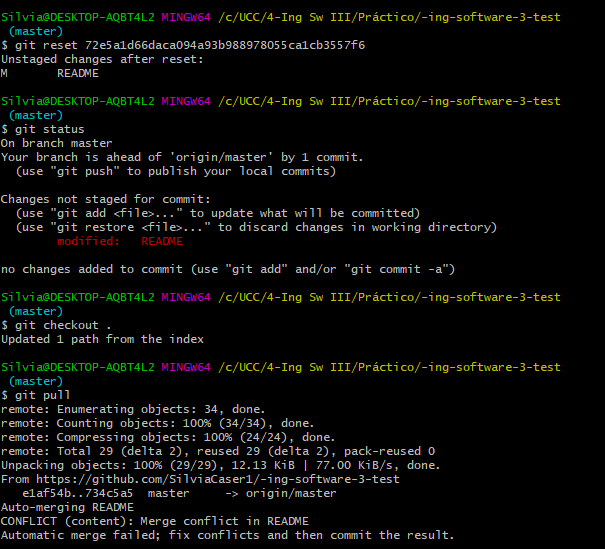 Silvia@DESKTOP-AQBT4L2 MINGW64 /c/UCC/4-Ing Sw III/Práctico/-ing-software-3-test
(master)
$ git reset 72e5a1d66daca094a93b988978055ca1cb3557f6
Unstaged changes after reset:
M       README
Silvia@DESKTOP-AQBT4L2 MINGW64 /c/UCC/4-Ing Sw III/Práctico/-ing-software-3-test
(master)
$ git status
On branch master
Your branch is ahead of 'origin/master' by 1 commit.
  (use "git push" to publish your local commits)
Changes not staged for commit:
  (use "git add <file>..." to update what will be committed)
  (use "git restore <file>..." to discard changes in working directory)
        modified:   README
no changes added to commit (use "git add" and/or "git commit -a")
Silvia@DESKTOP-AQBT4L2 MINGW64 /c/UCC/4-Ing Sw III/Práctico/-ing-software-3-test
(master)
$ git checkout .
Updated 1 path from the index
Silvia@DESKTOP-AQBT4L2 MINGW64 /c/UCC/4-Ing Sw III/Práctico/-ing-software-3-test
(master)
$ git pull
remote: Enumerating objects: 34, done.
remote: Counting objects: 100% (34/34), done.
remote: Compressing objects: 100% (24/24), done.
remote: Total 29 (delta 2), reused 29 (delta 2), pack-reused 0
Unpacking objects: 100% (29/29), 12.13 KiB | 77.00 KiB/s, done.
From https://github.com/SilviaCaser1/-ing-software-3-test
   e1af54b..734c5a5  master     -> origin/master
Auto-merging README
CONFLICT (content): Merge conflict in README
Automatic merge failed; fix conflicts and then commit the result.